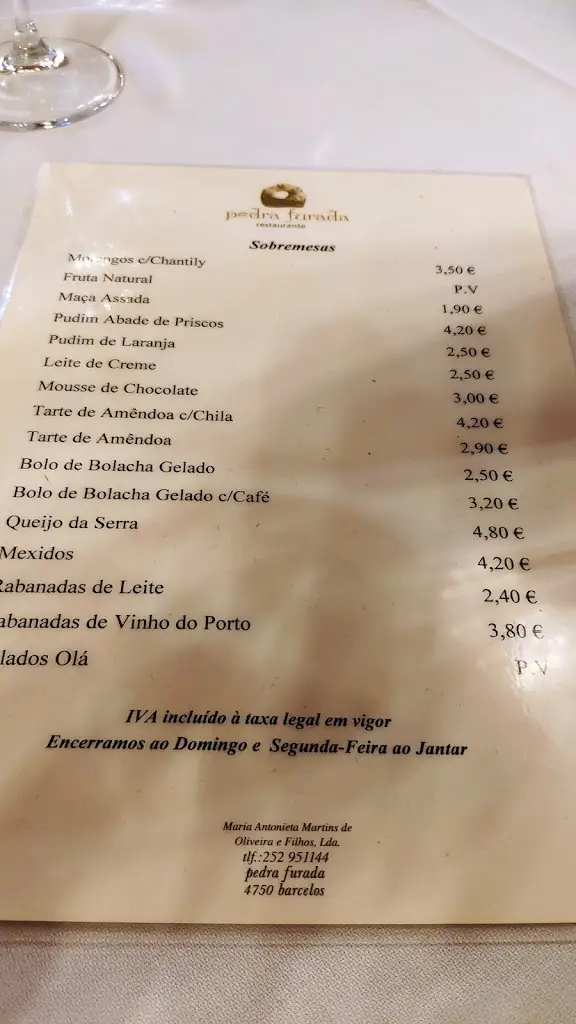 pedra furada
restaurante
Sobremesas
Morangos c/Chantily 3,50 €
Fruta Natural P.V
Maça Assada 1,90 €
Pudim Abade de Priscos 4,20 €
Pudim de Laranja 2,50 €
Leite de Creme 2,50 €
Mousse de Chocolate 3,00 €
Tarte de Amêndoa c/Chila 4,20 €
Tarte de Amêndoa 2,90 €
Bolo de Bolacha Gelado 2,50 €
Bolo de Bolacha Gelado c/Café 3,20 €
Queijo da Serra 4,80 €
Mexidos 4,20 €
Rabanadas de Leite 2,40 €
abanadas de Vinho do Porto 3,80 €
lados Olá P.V
IVA incluído à taxa legal em vigor
Encerramos ao Domingo e Segunda-Feira ao Jantar
Maria Antonieta Martins de
Oliveira e Filhos, Lda.
tlf.:252 951144
pedra furada
4750 barcelos